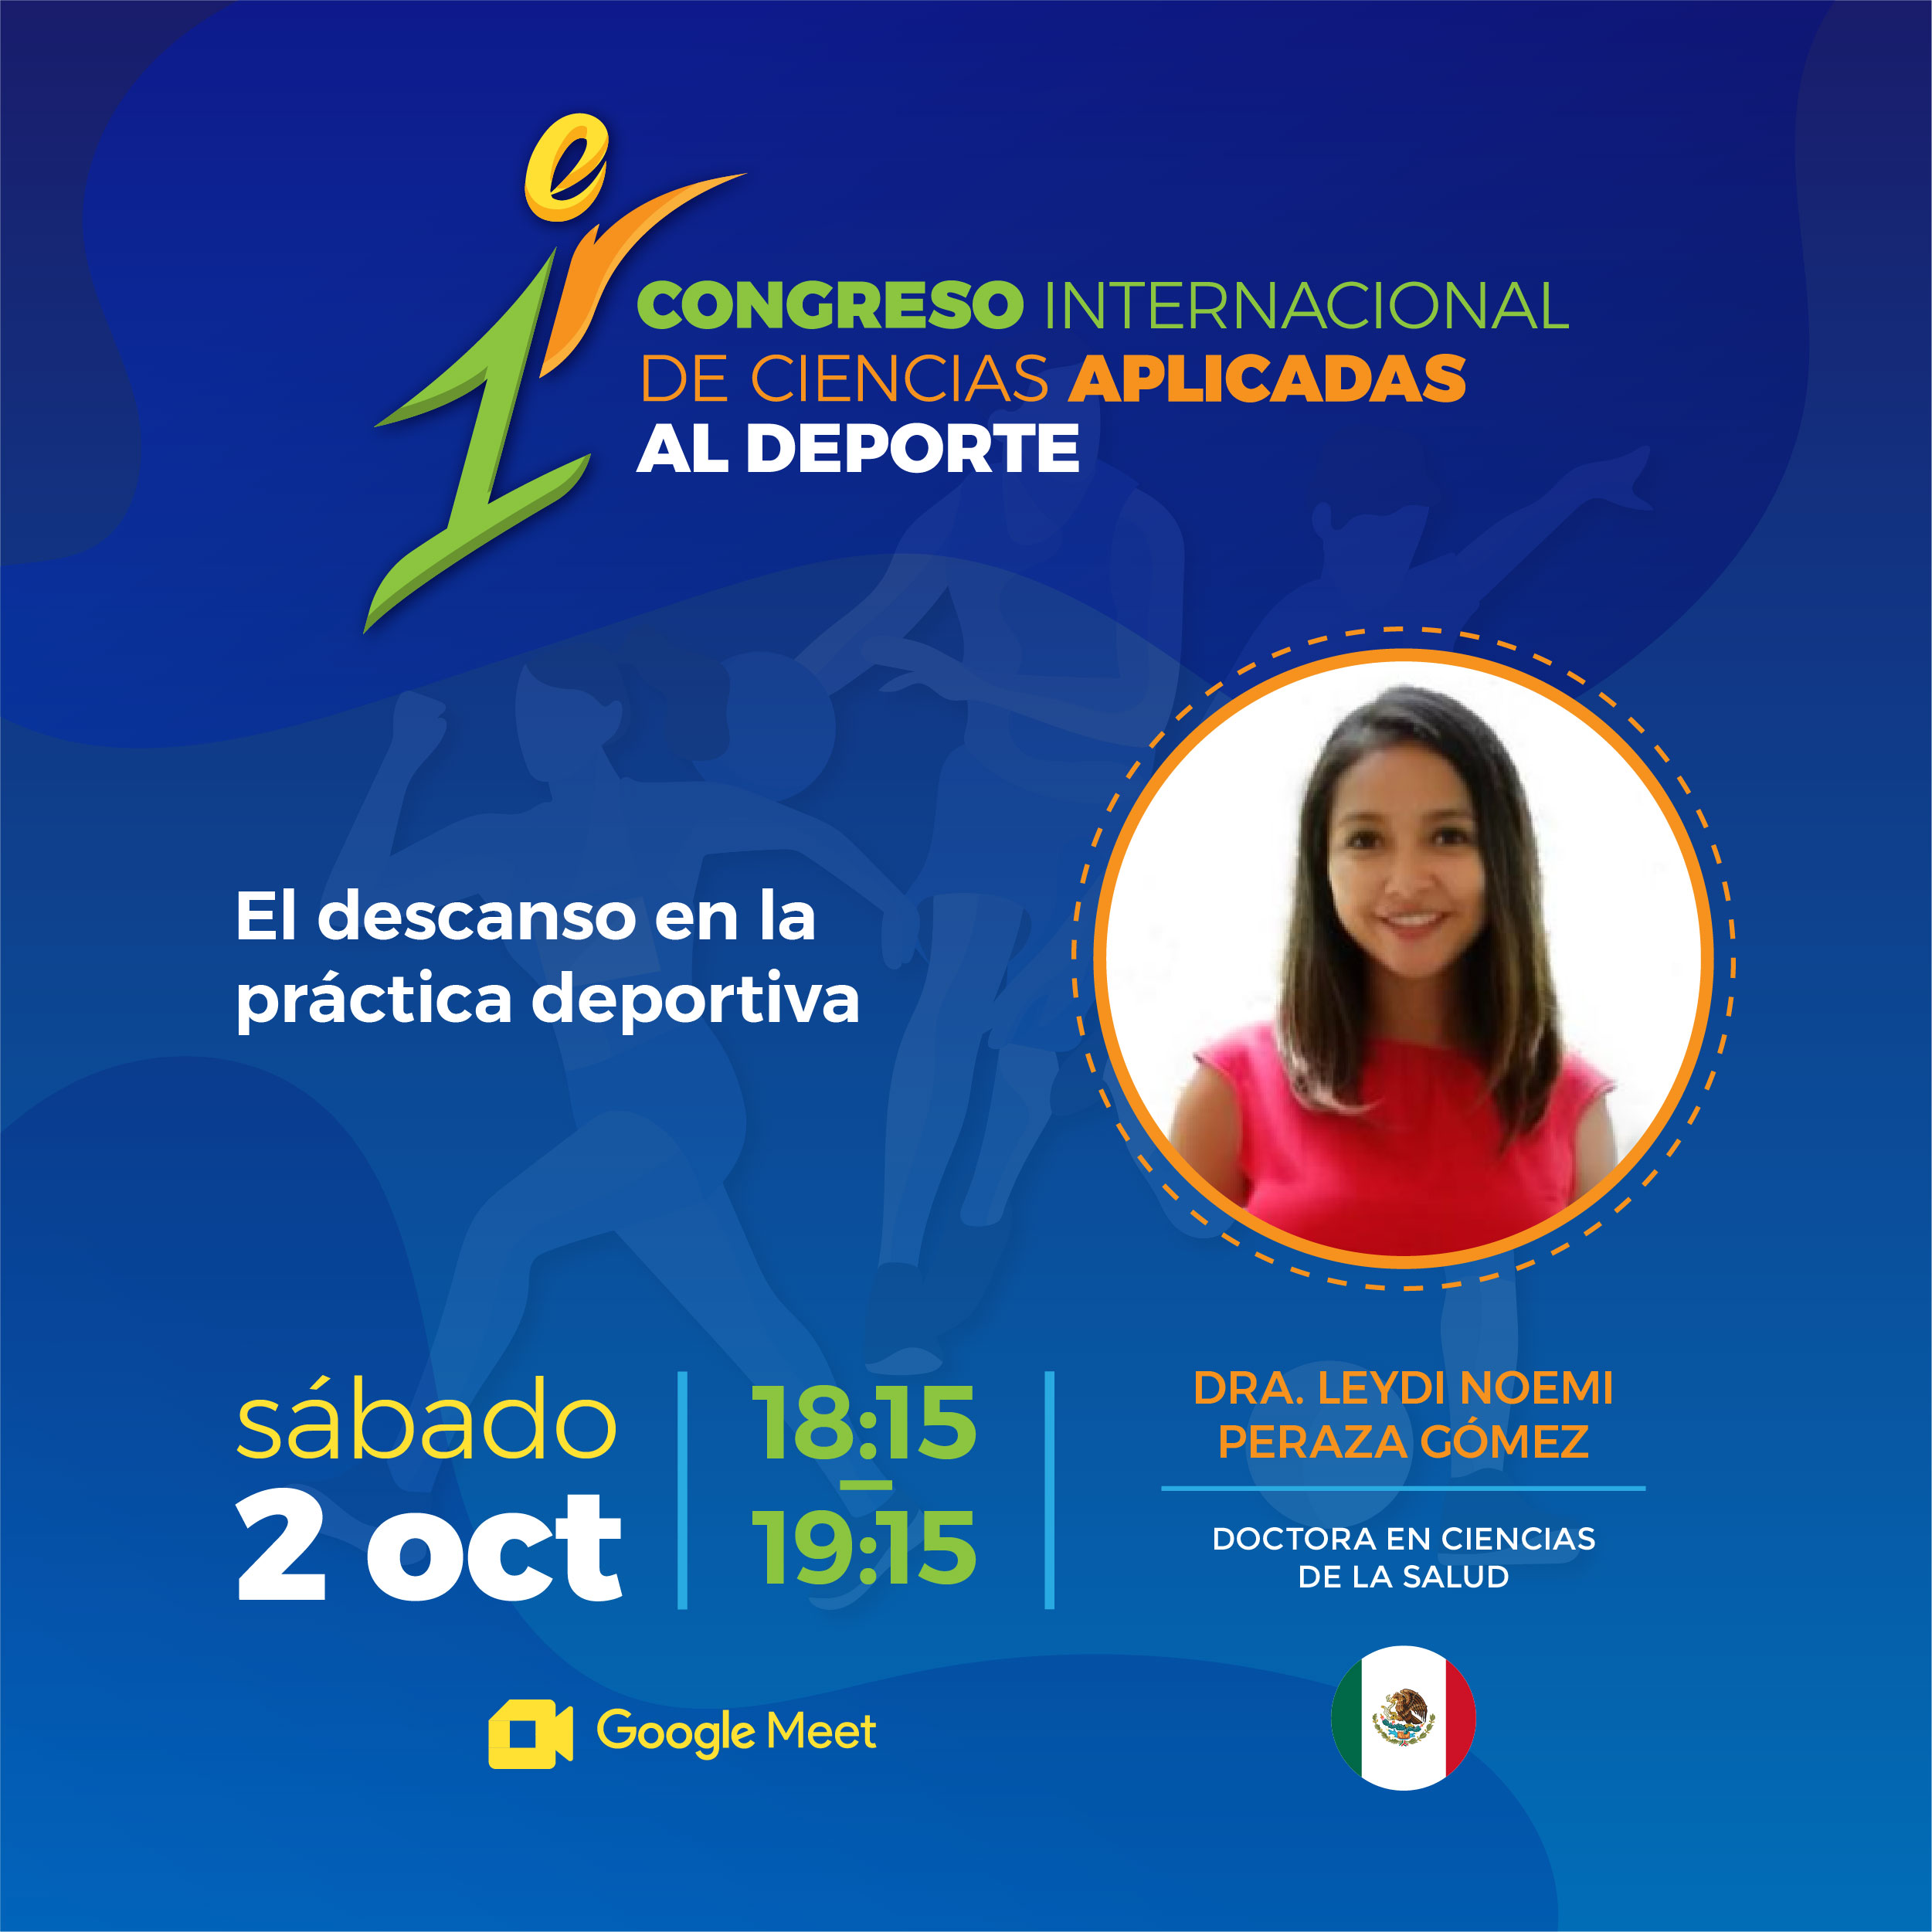 1er
CONGRESO INTERNACIONAL
DE CIENCIAS APLICADAS
AL DEPORTE
El descanso en la
práctica deportiva
sábado
2 oct
18:15
–
19:15
DRA. LEYDI NOEMI
PERAZA GÓMEZ
DOCTORA EN CIENCIAS
DE LA SALUD
Google Meet